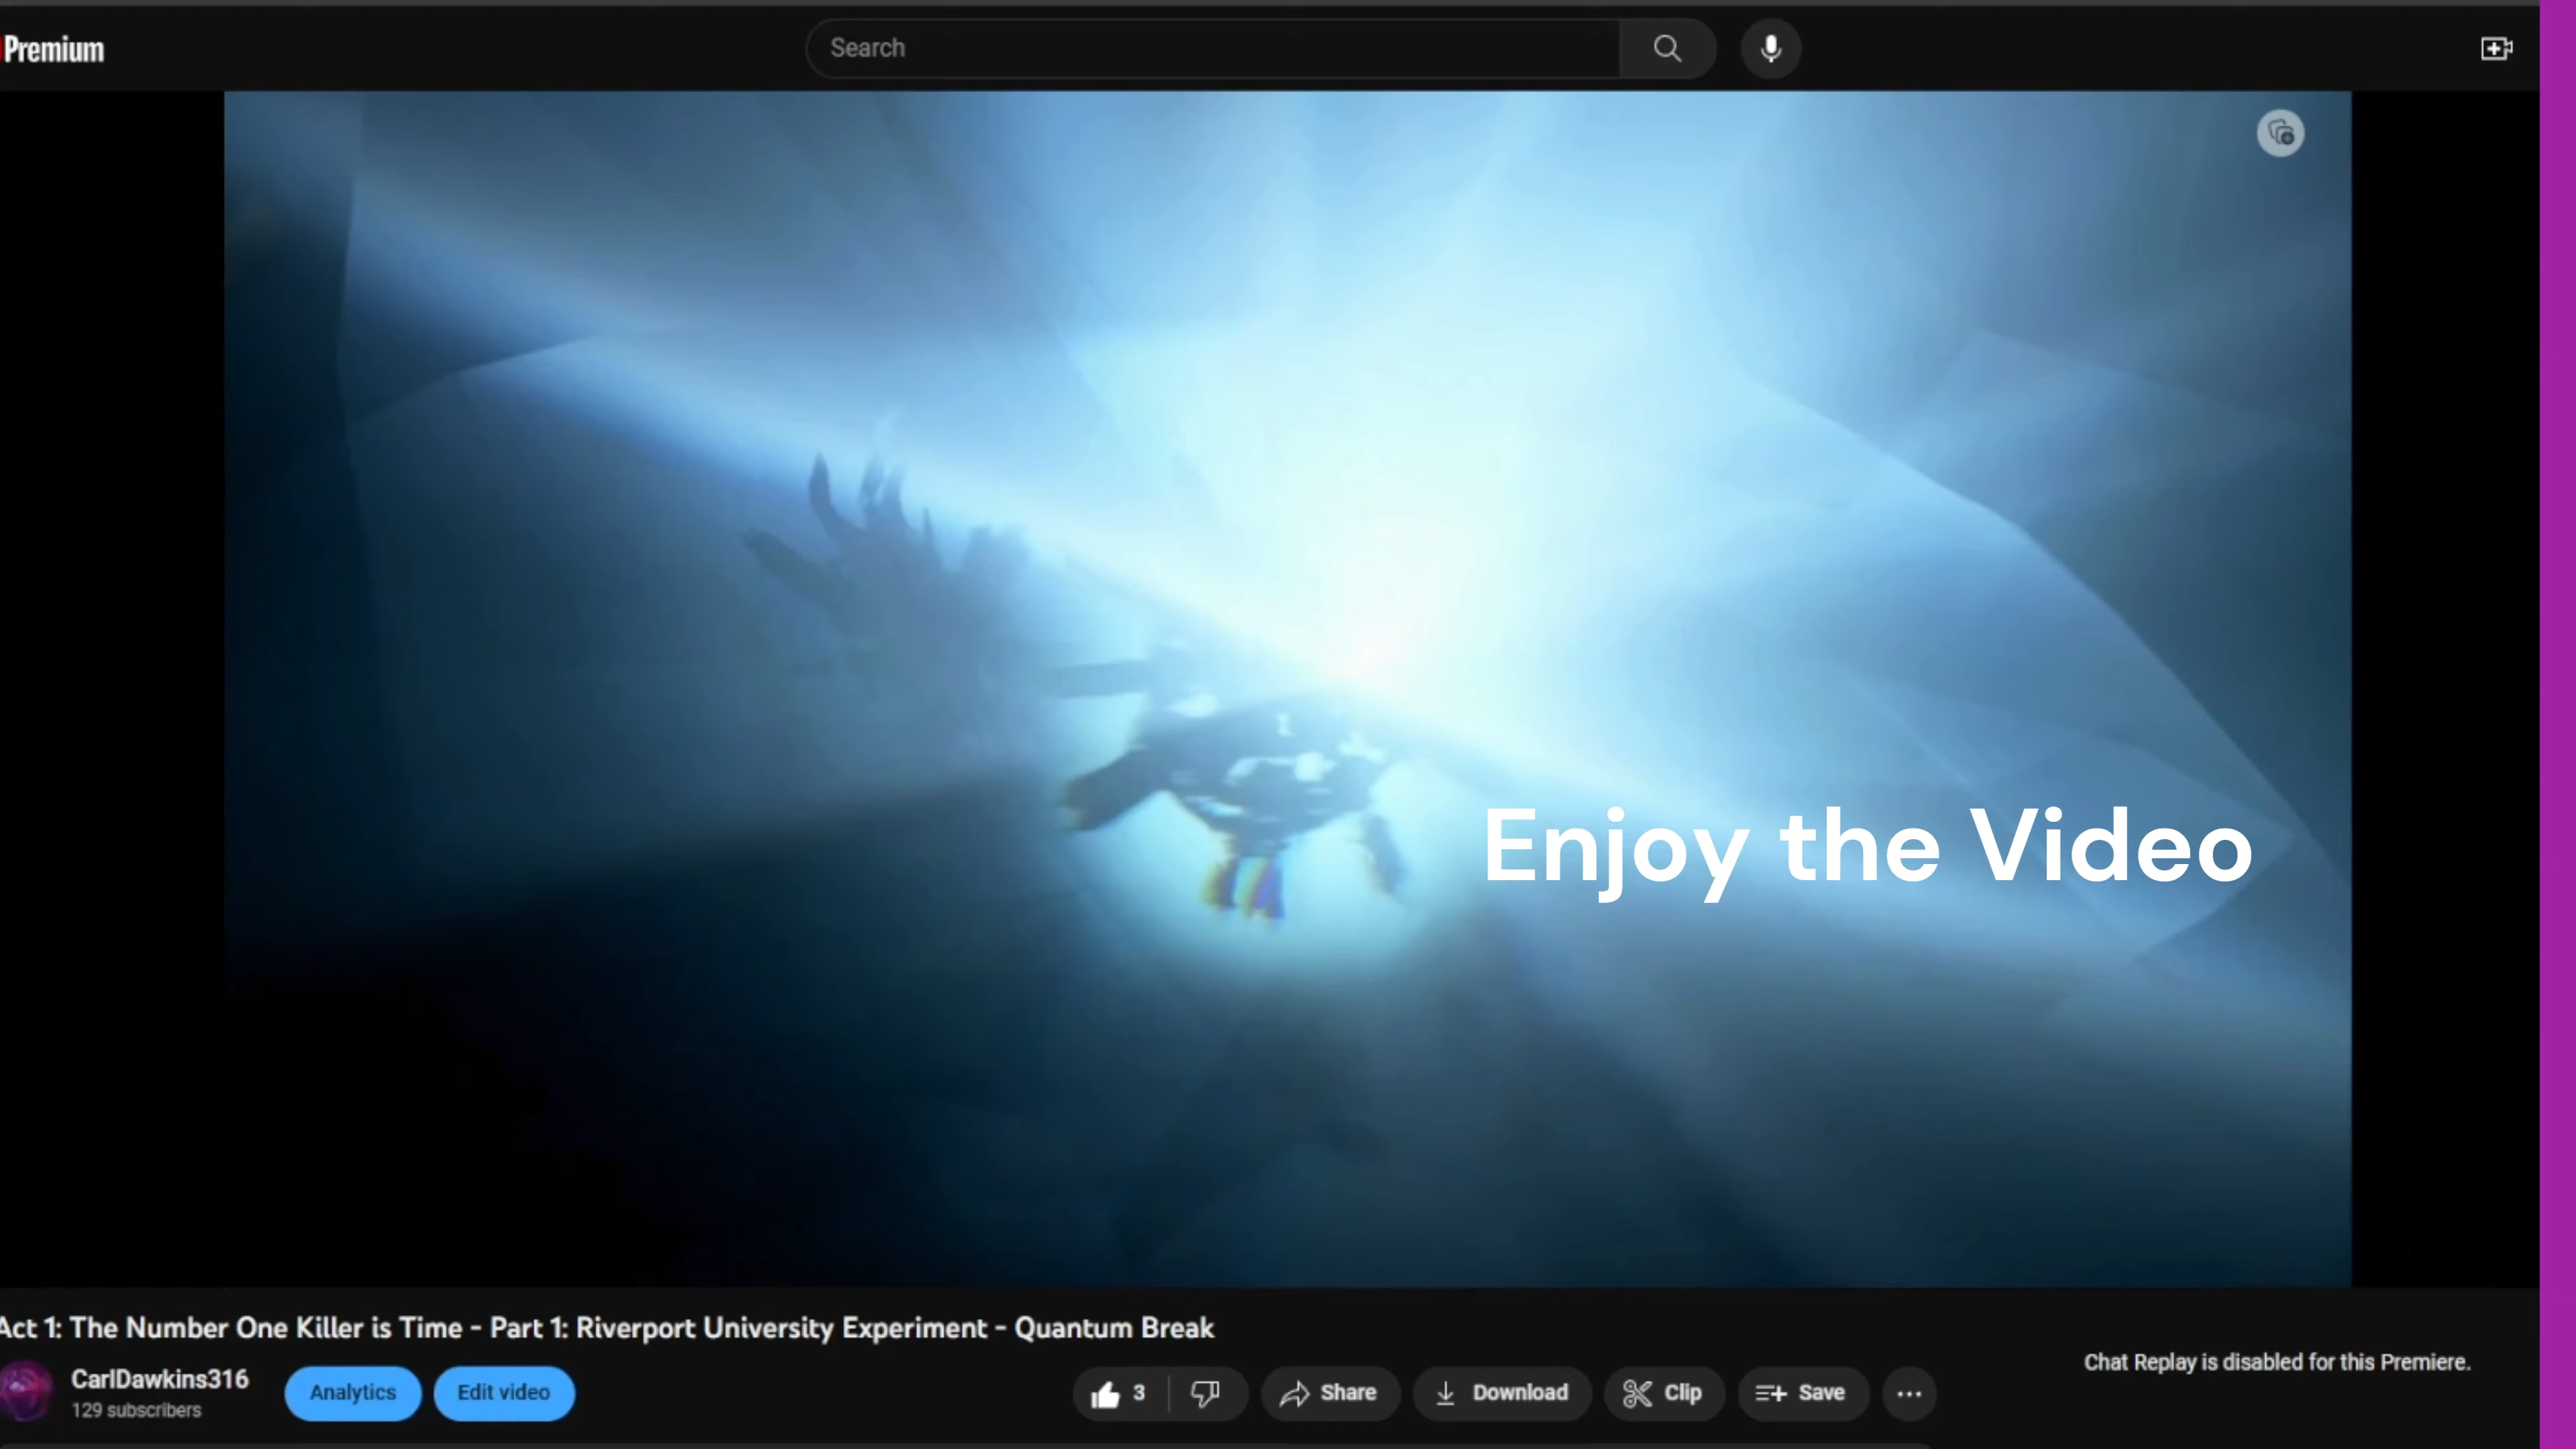 Premium
Search
Enjoy the Video
Act 1: The Number One Killer is Time - Part 1: Riverport University Experiment - Quantum Break
CarlDawkins316
129 subscribers
Analytics
Edit video
3
Share
Download
Clip
Save
Chat Replay is disabled for this Premiere.